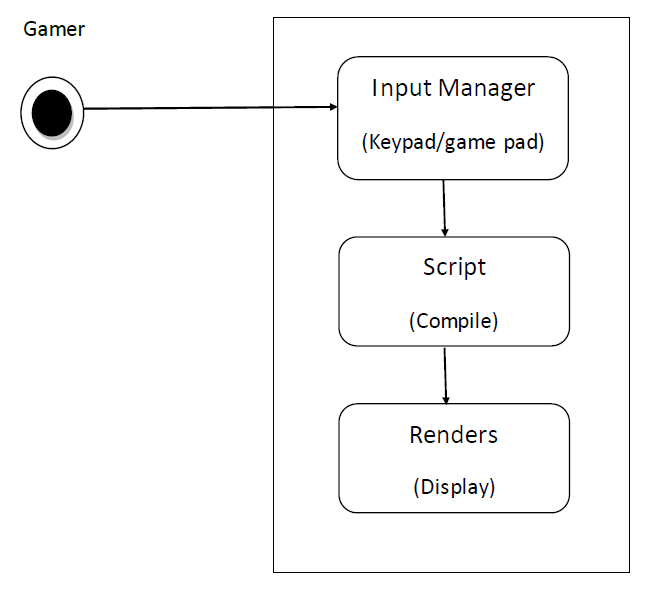 Gamer
Input Manager
(Keypad/game pad)
Script
(Compile)
Renders
(Display)